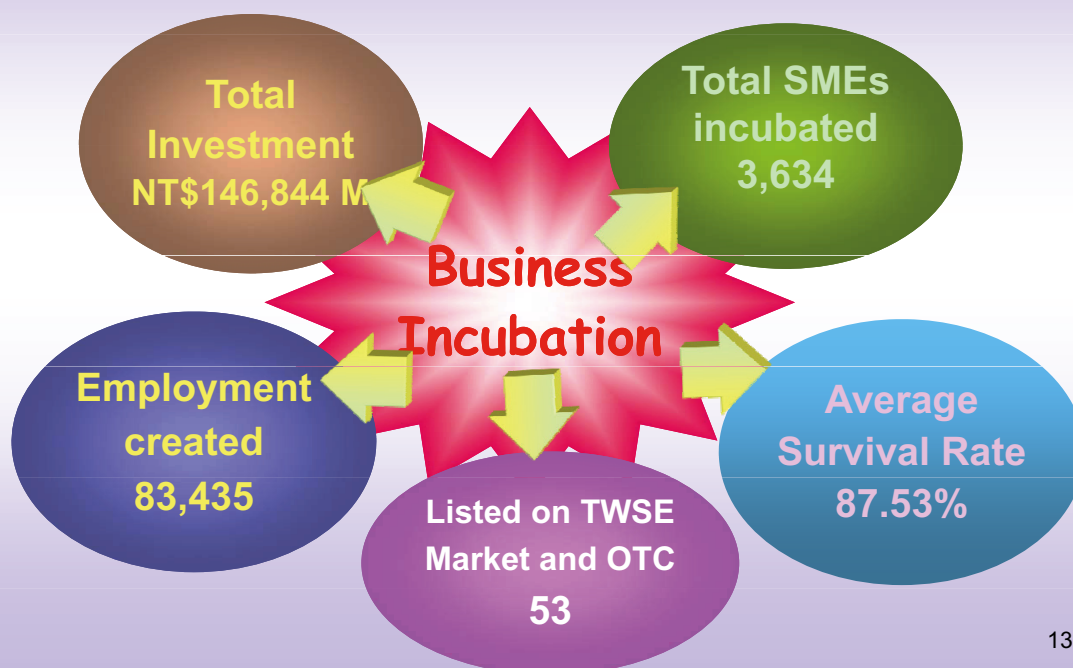 Total
Investment
NT$146,844 M
Total SMEs
incubated
3,634
Business
Incubation
Employment
created
83,435
Average
Survival Rate
87.53%
Listed on TWSE
Market and OTC
53
13